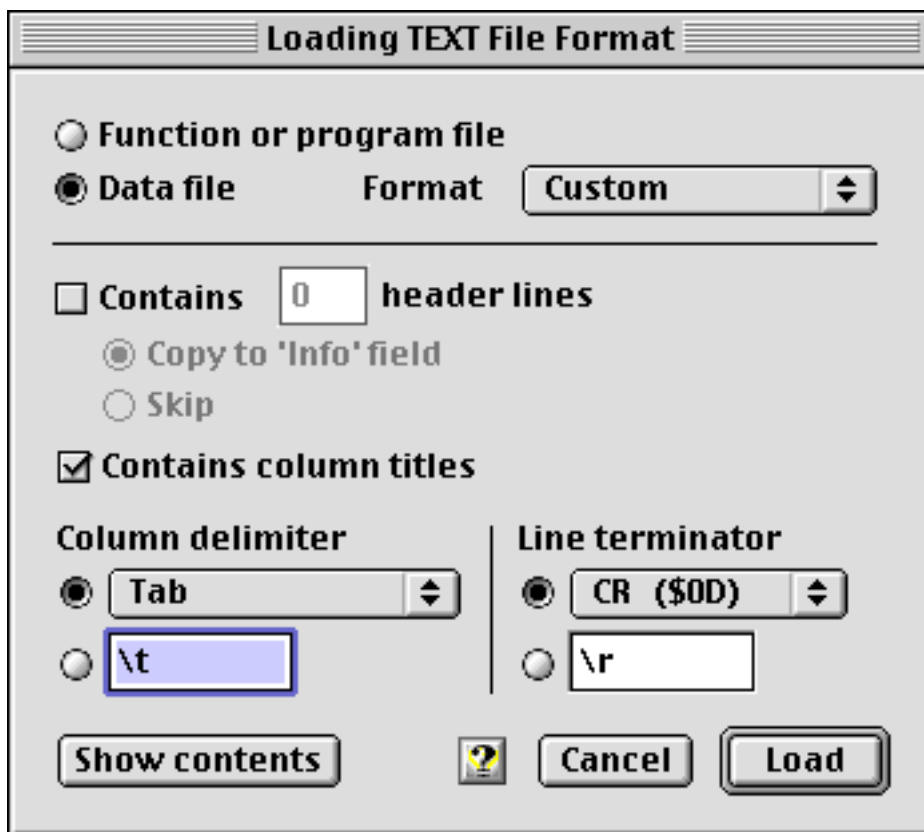 Loading TEXT File Format
Function or program file
Data file Format Custom
Contains 0 header lines
Copy to 'Info' field
Skip
Contains column titles
Column delimiter Line terminator
Tab CR ($0D)
\t \r
Show contents ? Cancel Load